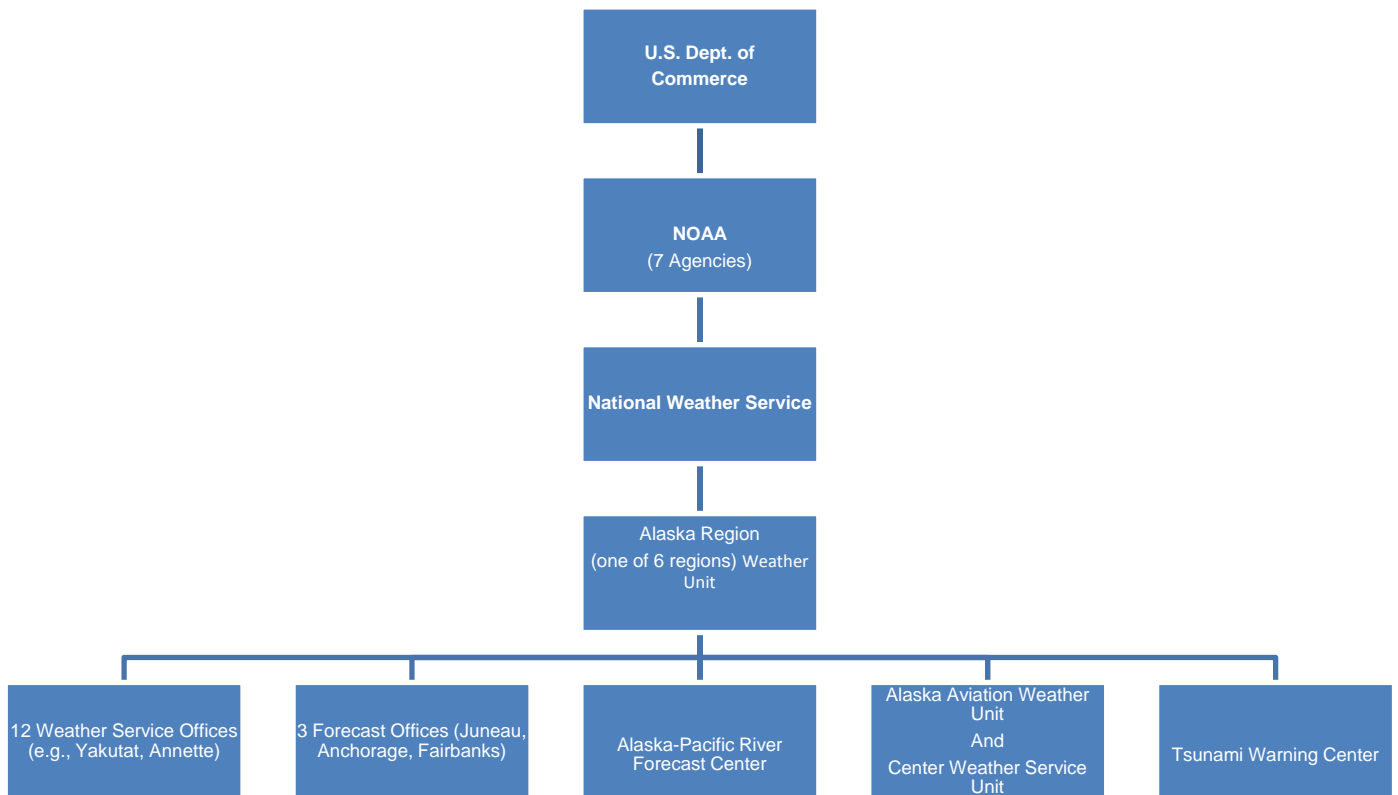 U.S. Dept. of
Commerce
NOAA
(7 Agencies)
National Weather Service
Alaska Region
(one of 6 regions) Weather
Unit
12 Weather Service Offices
(e.g., Yakutat, Annette)
3 Forecast Offices (Juneau,
Anchorage, Fairbanks)
Alaska-Pacific River
Forecast Center
Alaska Aviation Weather
Unit
And
Center Weather Service
Unit
Tsunami Warning Center